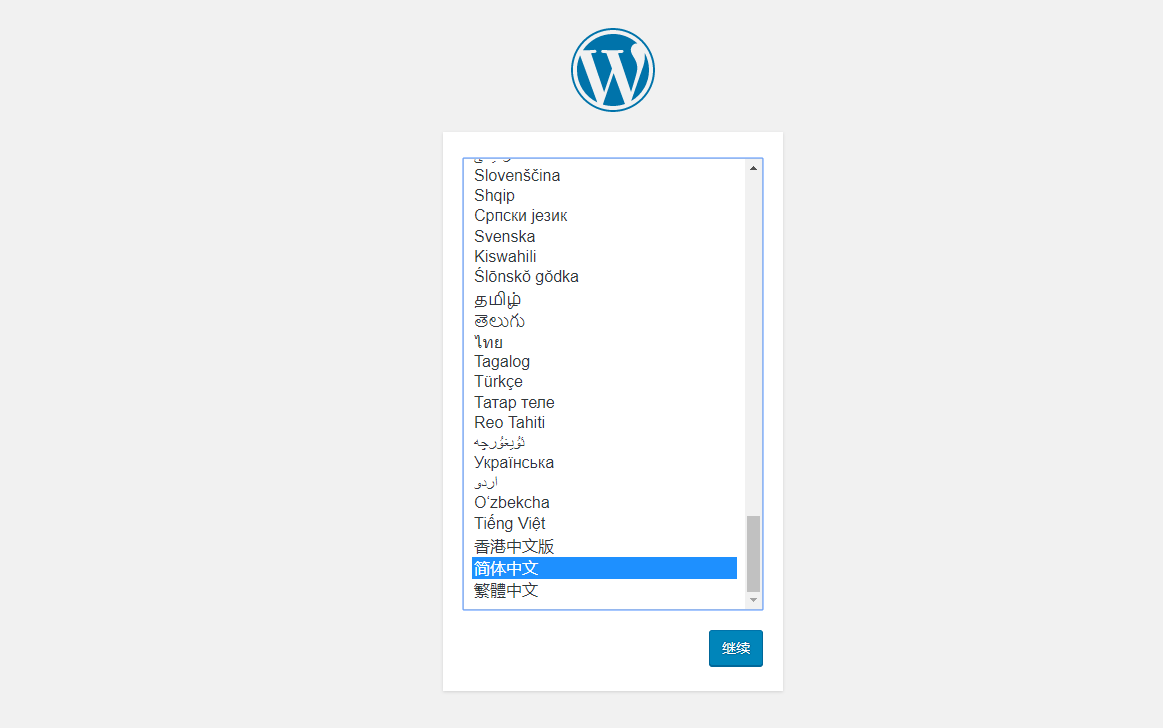 Slovenščina
Shqip
Српски језик
Svenska
Kiswahili
Ślōnskŏ gŏdka
தமிழ்
తెలుగు
ไทย
Tagalog
Türkçe
Татар теле
Reo Tahiti
ئۇيغۇرچە
Українська
اردو
O‘zbekcha
Tiếng Việt
香港中文版
简体中文
繁體中文
继续